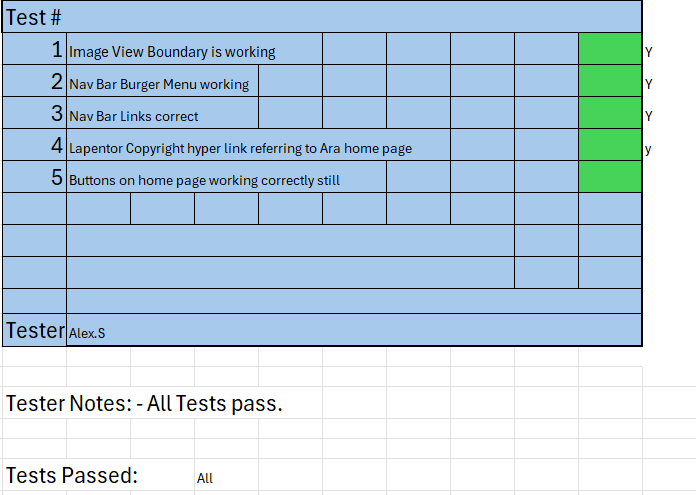 Test #
1 Image View Boundary is working Y
2 Nav Bar Burger Menu working Y
3 Nav Bar Links correct Y
4 Lapentor Copyright hyper link referring to Ara home page y
5 Buttons on home page working correctly still
Tester Alex.S
Tester Notes: - All Tests pass.
Tests Passed: All